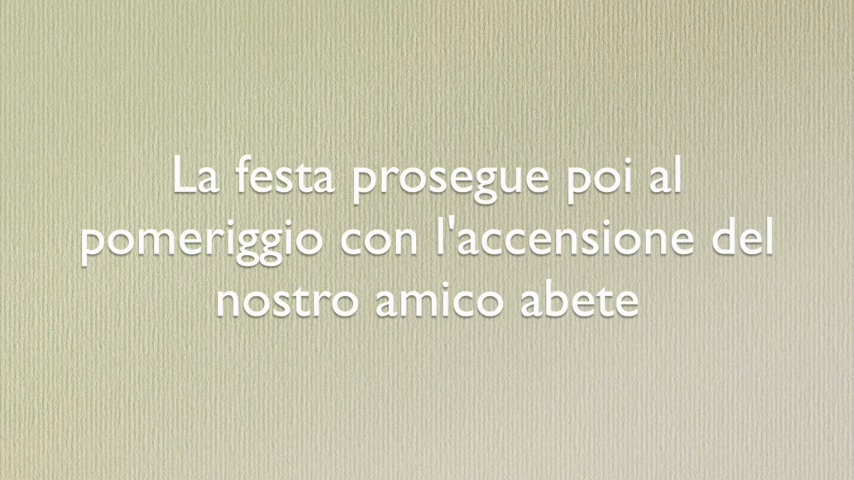 La festa prosegue poi al
pomeriggio con l'accensione del
nostro amico abete